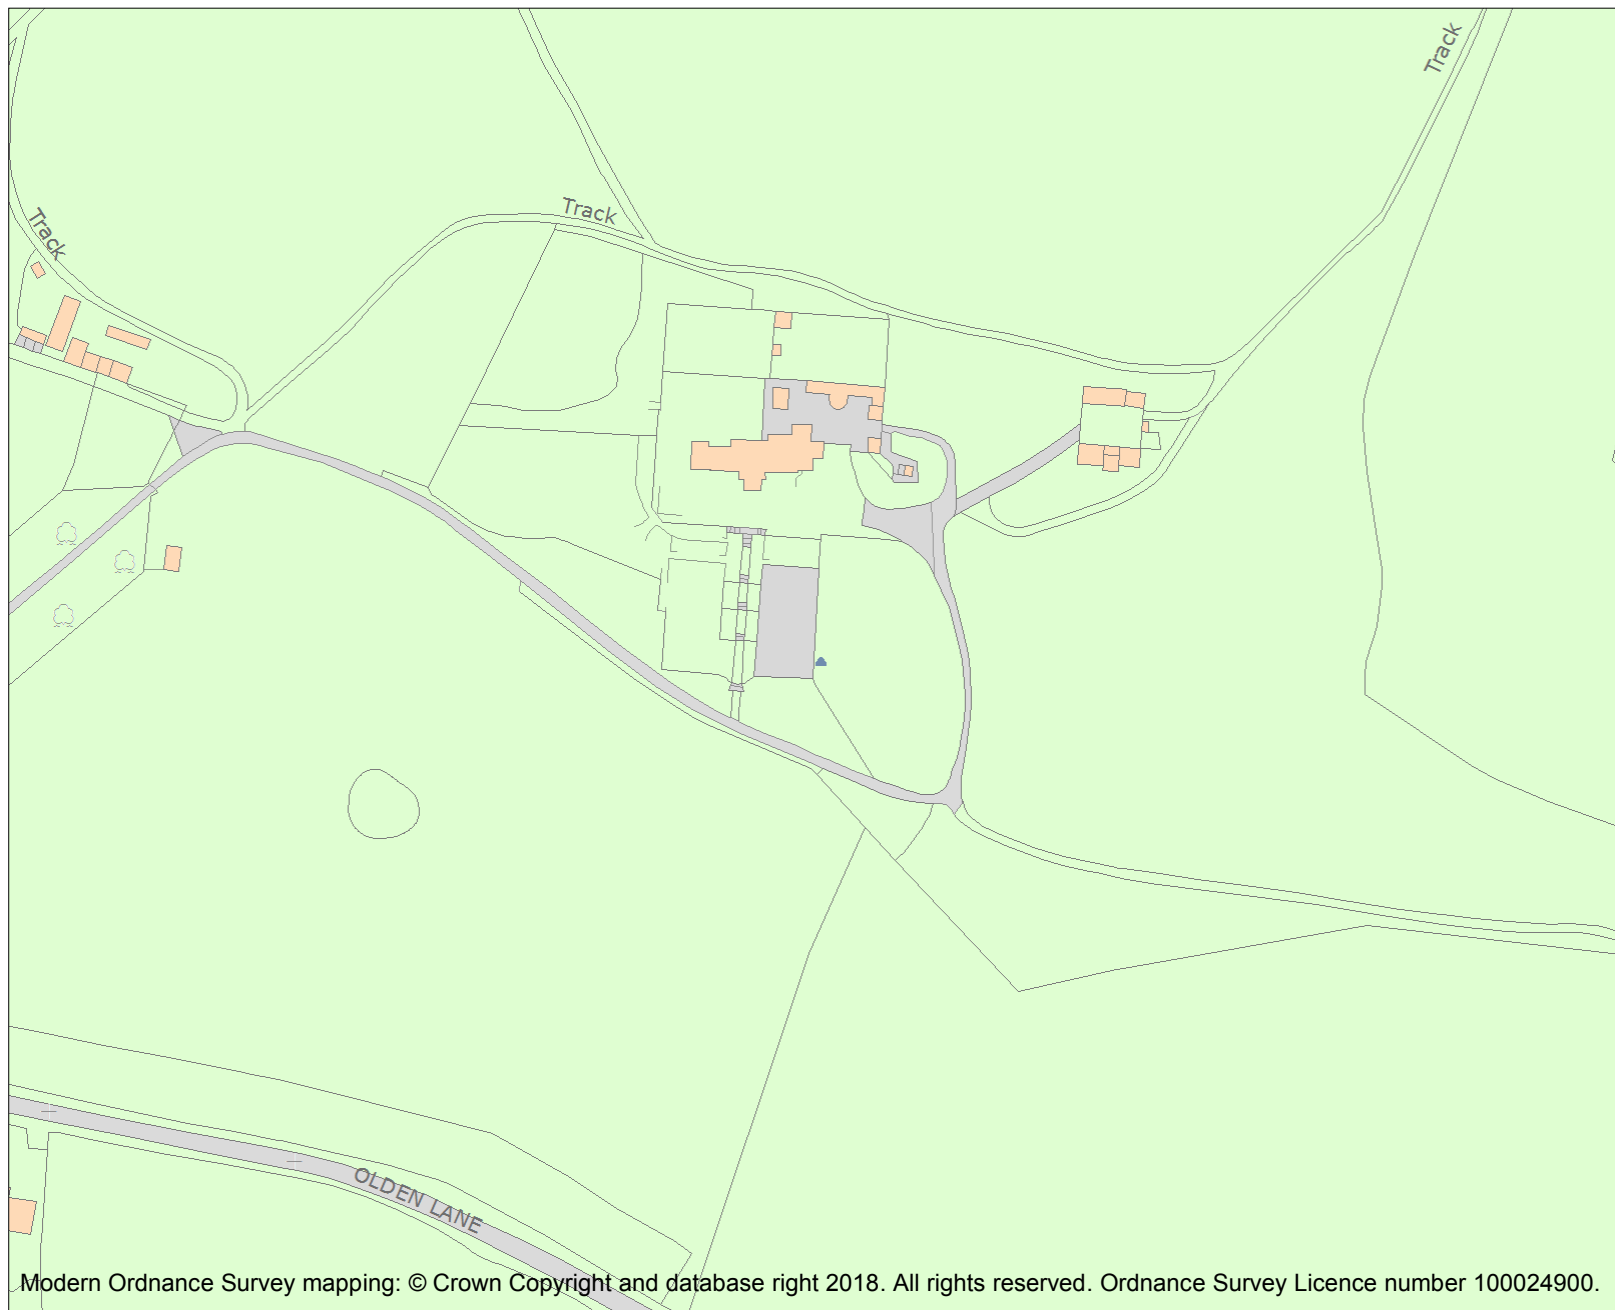 Track
Track
Track
OLDEN LANE
Modern Ordnance Survey mapping: © Crown Copyright and database right 2018. All rights reserved. Ordnance Survey Licence number 100024900.